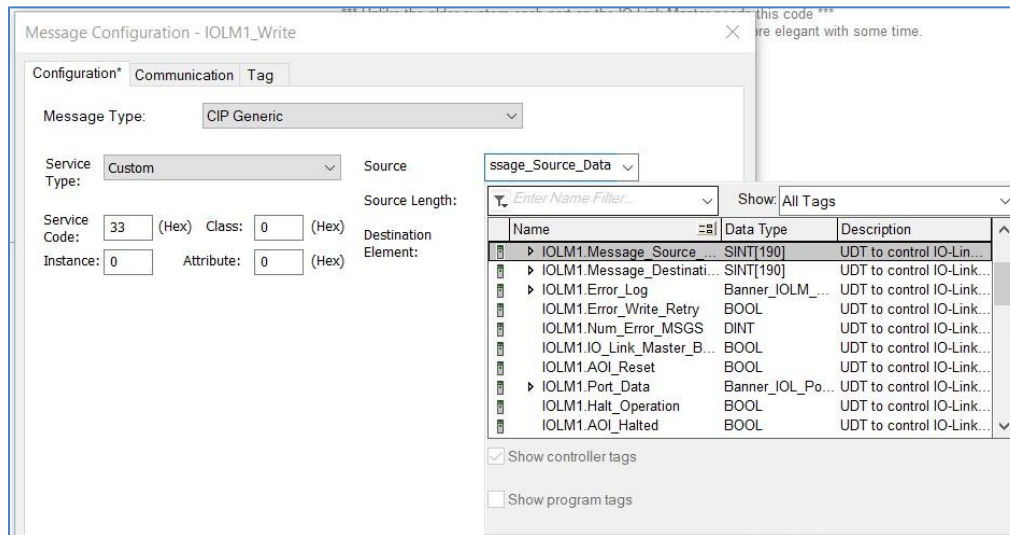 *** Unlike the older system each port on the IO-Link Master needs this code ***
ore elegant with some time.
Message Configuration - IOLM1_Write
Configuration* Communication Tag
Message Type: CIP Generic
Service Type: Custom
Source ssage_Source_Data
Source Length:
Enter Name Filter... Show: All Tags
Service Code: 33 (Hex) Class: 0 (Hex)
Destination Element:
Instance: 0 Attribute: 0 (Hex)
Name Data Type Description
IOLM1.Message_Source_... SINT[190] UDT to control IO-Lin...
IOLM1.Message_Destinati... SINT[190] UDT to control IO-Link...
IOLM1.Error_Log Banner_IOLM_... UDT to control IO-Link...
IOLM1.Error_Write_Retry BOOL UDT to control IO-Link...
IOLM1.Num_Error_MSGS DINT UDT to control IO-Link...
IOLM1.IO_Link_Master_B... BOOL UDT to control IO-Link...
IOLM1.AOI_Reset BOOL UDT to control IO-Link...
IOLM1.Port_Data Banner_IOL_Po... UDT to control IO-Link...
IOLM1.Halt_Operation BOOL UDT to control IO-Link...
IOLM1.AOI_Halted BOOL UDT to control IO-Link...
Show controller tags
Show program tags